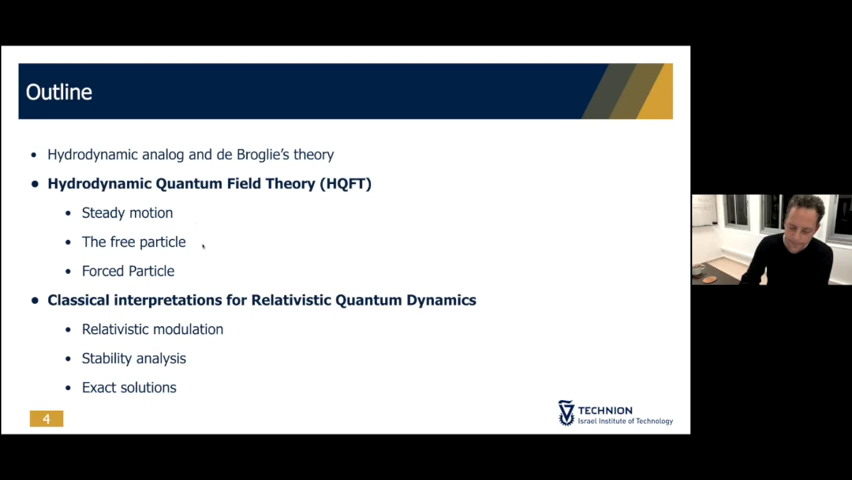 Outline
• Hydrodynamic analog and de Broglie's theory
• Hydrodynamic Quantum Field Theory (HQFT)
• Steady motion
• The free particle
• Forced Particle
• Classical interpretations for Relativistic Quantum Dynamics
• Relativistic modulation
• Stability analysis
• Exact solutions
4
TECHNION
Israel Institute of Technology